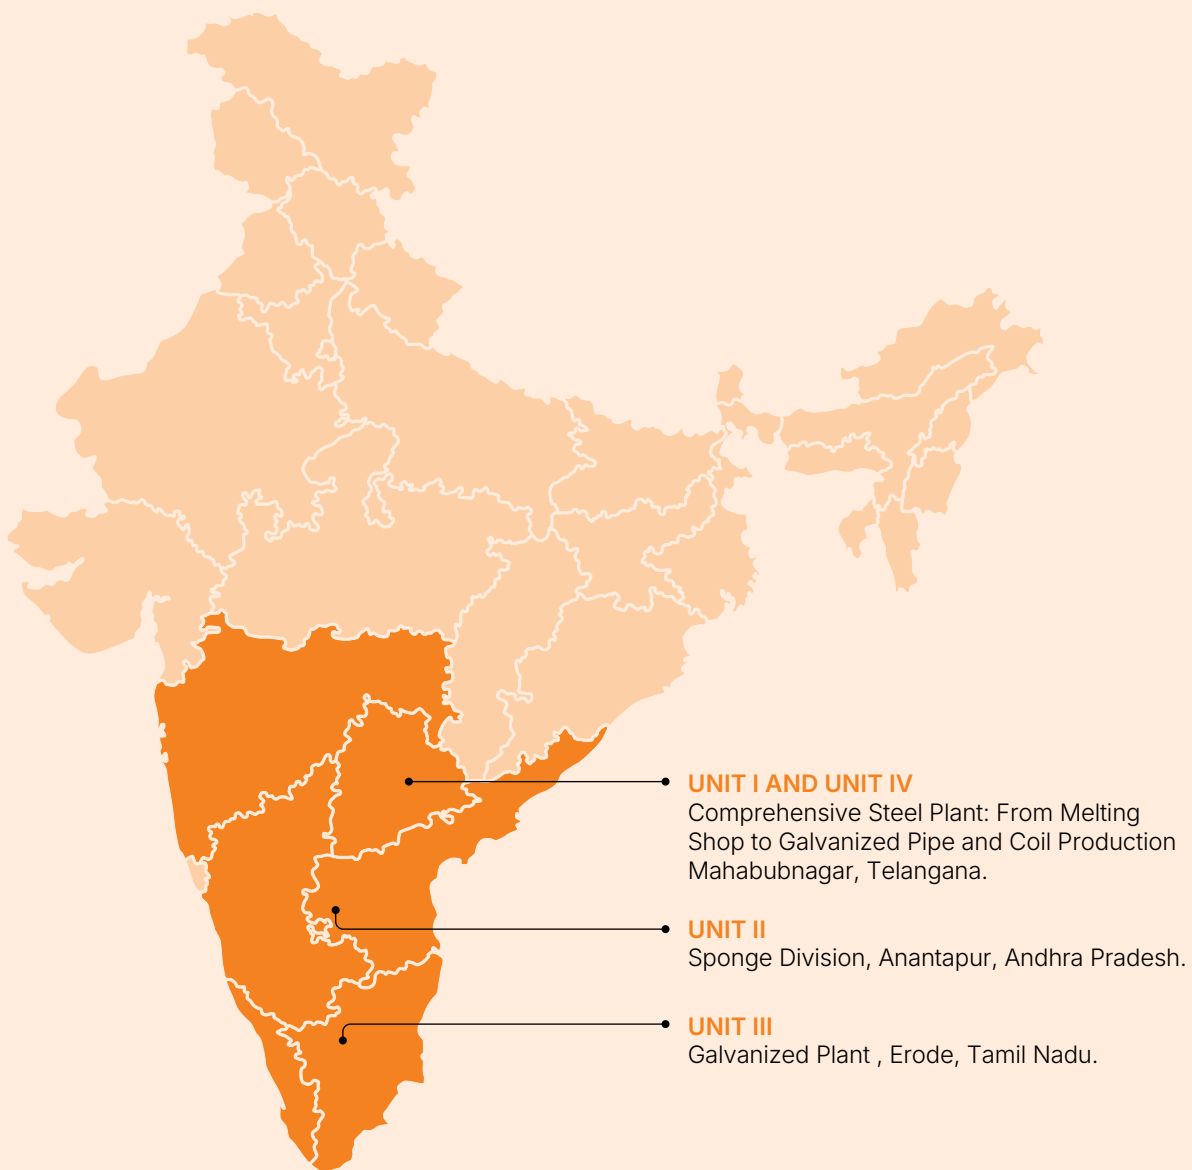 UNIT I AND UNIT IV
Comprehensive Steel Plant: From Melting
Shop to Galvanized Pipe and Coil Production
Mahabubnagar, Telangana.
UNIT II
Sponge Division, Anantapur, Andhra Pradesh.
UNIT III
Galvanized Plant , Erode, Tamil Nadu.